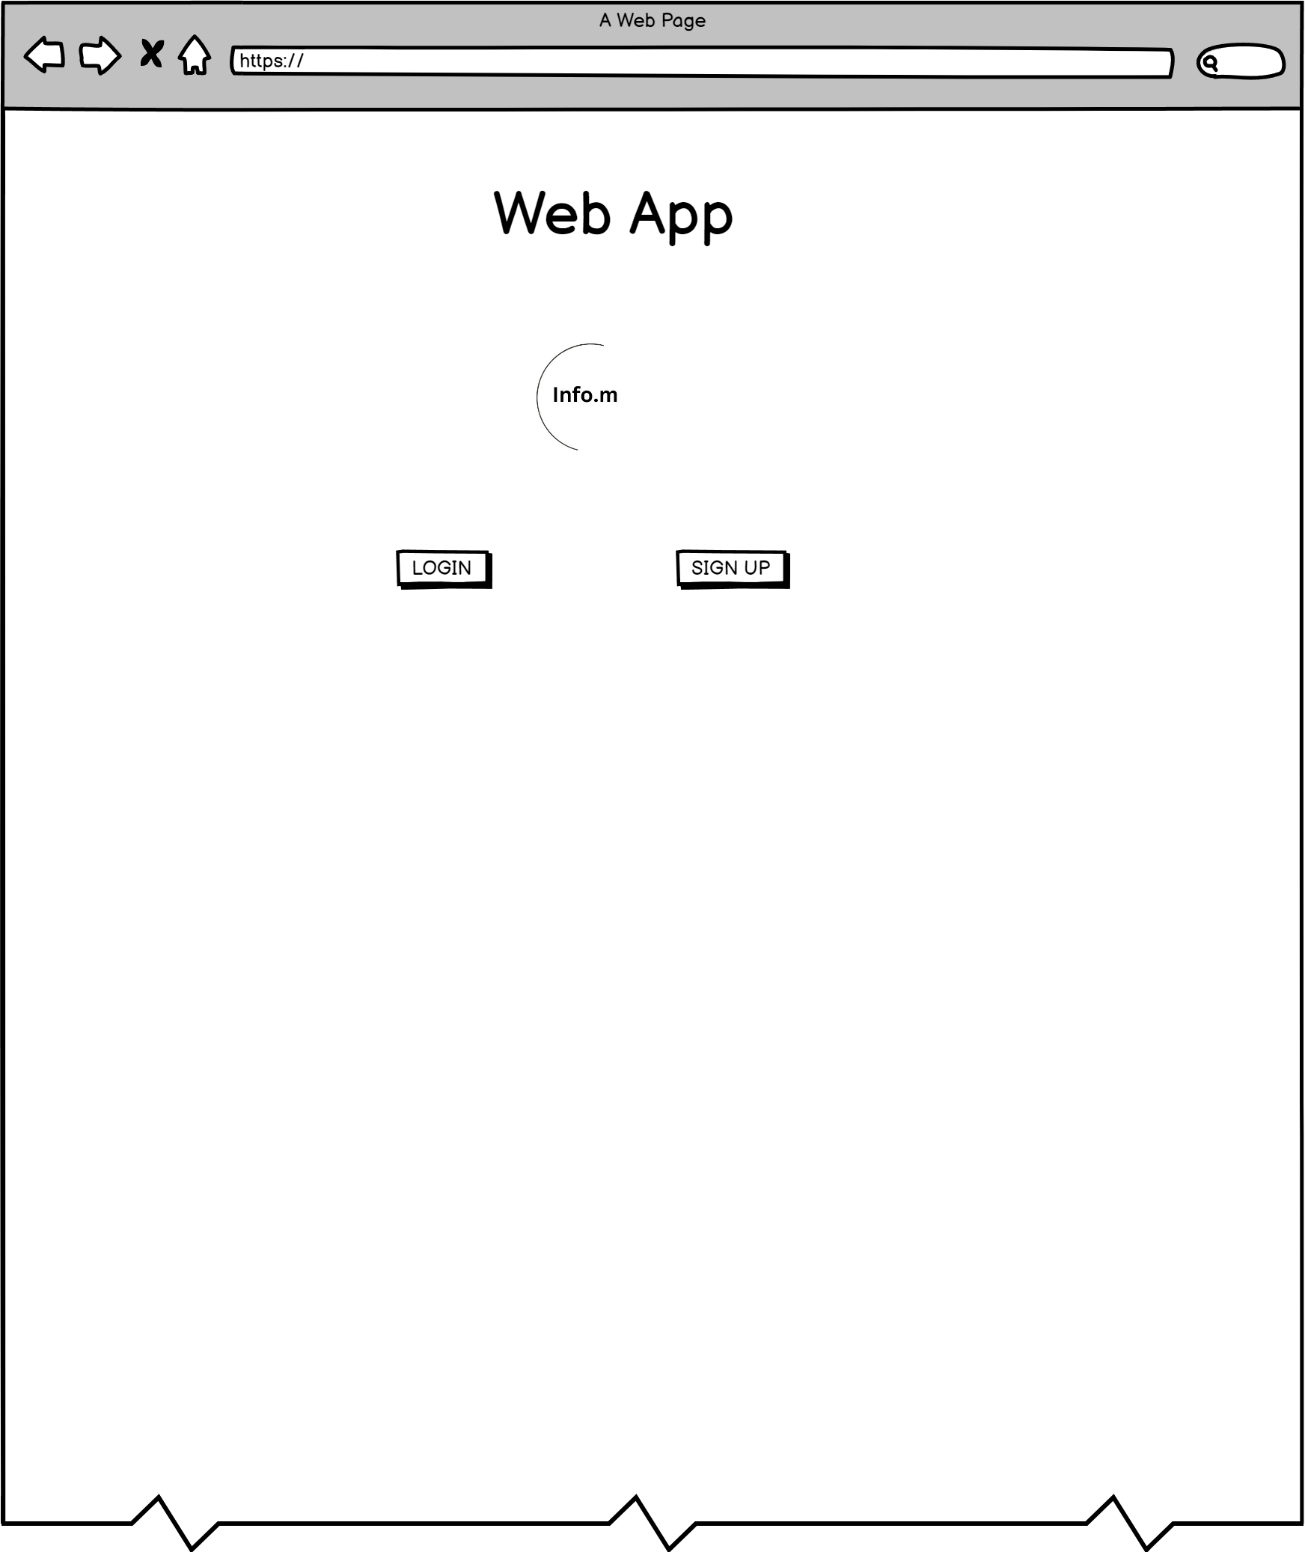 A Web Page
https://
Web App
Info.m
LOGIN
SIGN UP